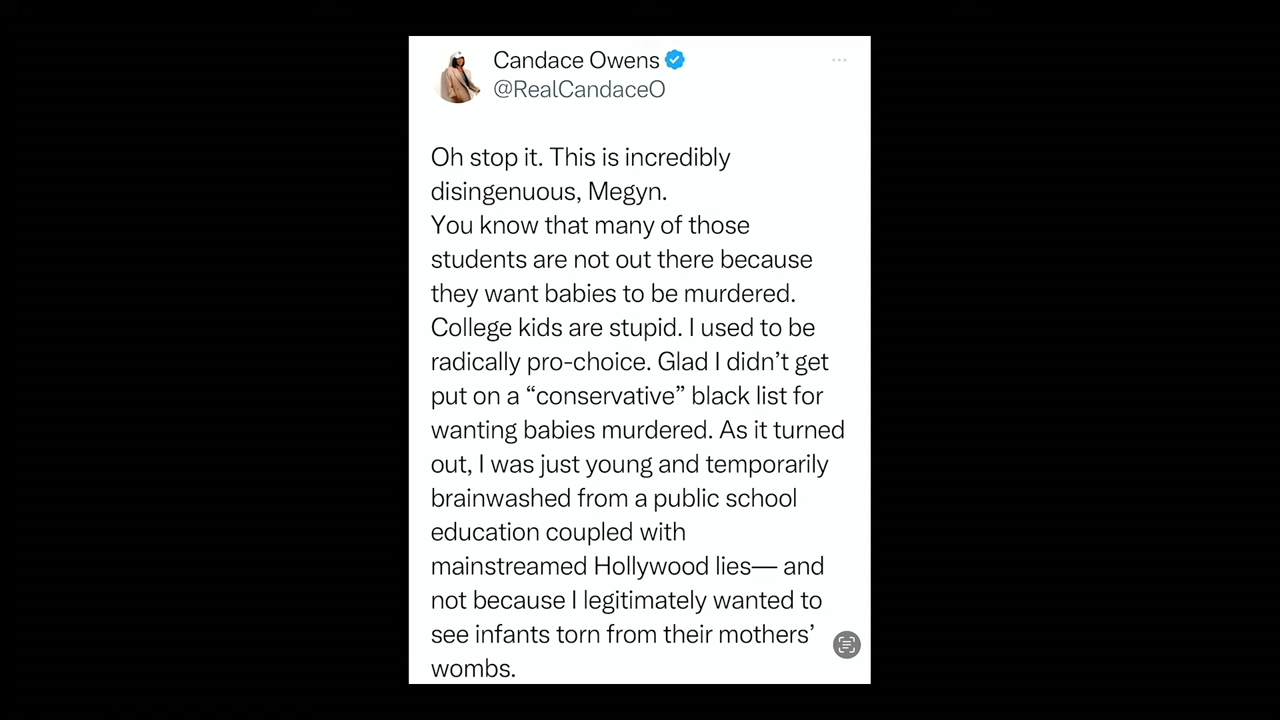 Candace Owens
@RealCandaceO
Oh stop it. This is incredibly
disingenuous, Megyn.
You know that many of those
students are not out there because
they want babies to be murdered.
College kids are stupid. I used to be
radically pro-choice. Glad I didn’t get
put on a “conservative” black list for
wanting babies murdered. As it turned
out, I was just young and temporarily
brainwashed from a public school
education coupled with
mainstreamed Hollywood lies— and
not because I legitimately wanted to
see infants torn from their mothers’
wombs.